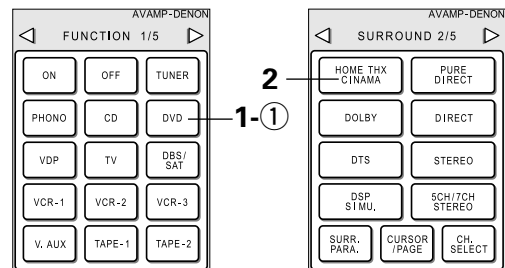 AVAMP-DENON
FUNCTION 1/5
ON OFF TUNER
PHONO CD DVD
1-①
VDP TV DBS/
SAT
VCR-1 VCR-2 VCR-3
V. AUX TAPE-1 TAPE-2
AVAMP-DENON
SURROUND 2/5
2
HOME THX
CINAMA
PURE
DIRECT
DOLBY DIRECT
DTS STEREO
DSP
SIMU.
5CH/7CH
STEREO
SURR.
PARA.
CURSOR
/PAGE
CH.
SELECT